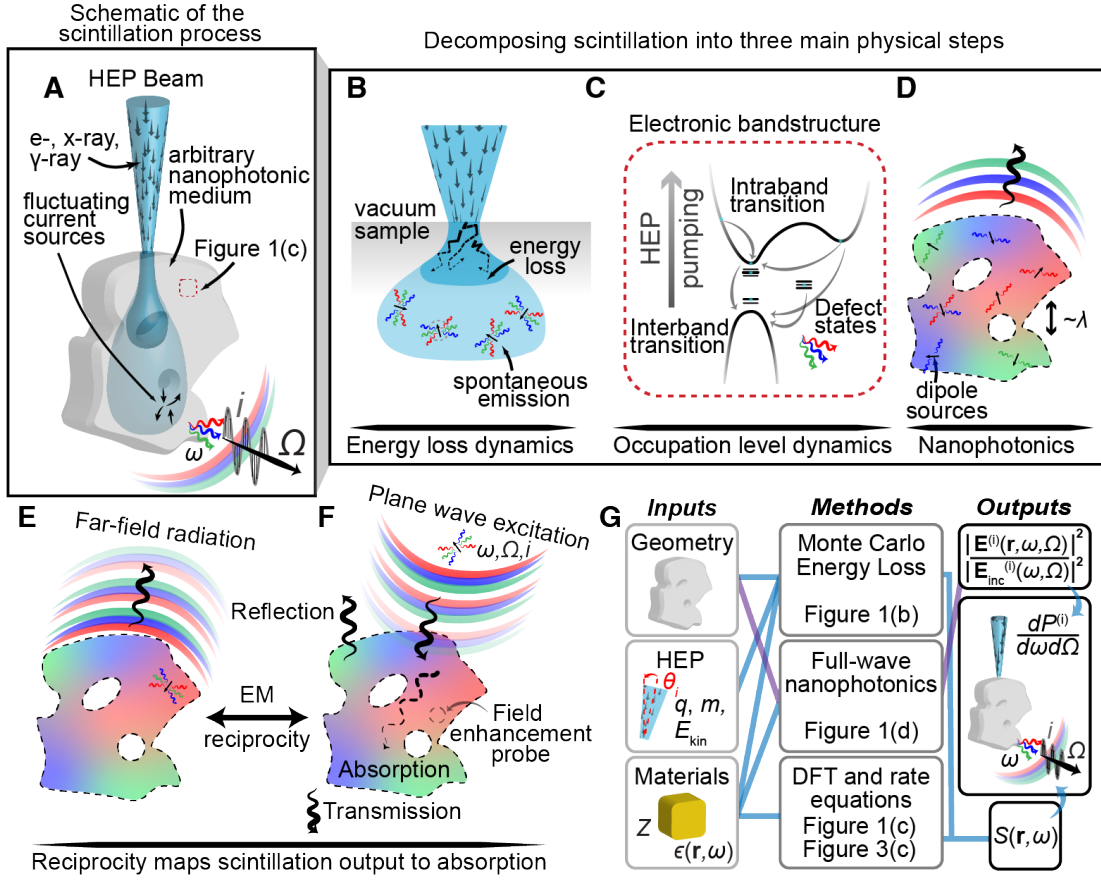 Schematic of the
scintillation process
Decomposing scintillation into three main physical steps
A
HEP Beam
e-, x-ray,
γ-ray
arbitrary
nanophotonic
medium
fluctuating
current
sources
Figure 1(c)
i
ω
Ω
B
vacuum
sample
energy
loss
spontaneous
emission
Energy loss dynamics
C
Electronic bandstructure
HEP
pumping
Intraband
transition
Interband
transition
Defect
states
Occupation level dynamics
D
~λ
dipole
sources
Nanophotonics
E
Far-field radiation
EM
reciprocity
F
Plane wave excitation
ω,Ω,i
Reflection
Field
enhancement
probe
Absorption
Transmission
Reciprocity maps scintillation output to absorption
G
Inputs
Methods
Outputs
Geometry
HEP
θi
q, m,
Ekin
Materials
Z
ϵ(r,ω)
Monte Carlo
Energy Loss
Figure 1(b)
Full-wave
nanophotonics
Figure 1(d)
DFT and rate
equations
Figure 1(c)
Figure 3(c)
|E(i)(r,ω,Ω)|2
|Einc(i)(ω,Ω)|2
dP(i)
dωdΩ
i
ω
Ω
S(r,ω)